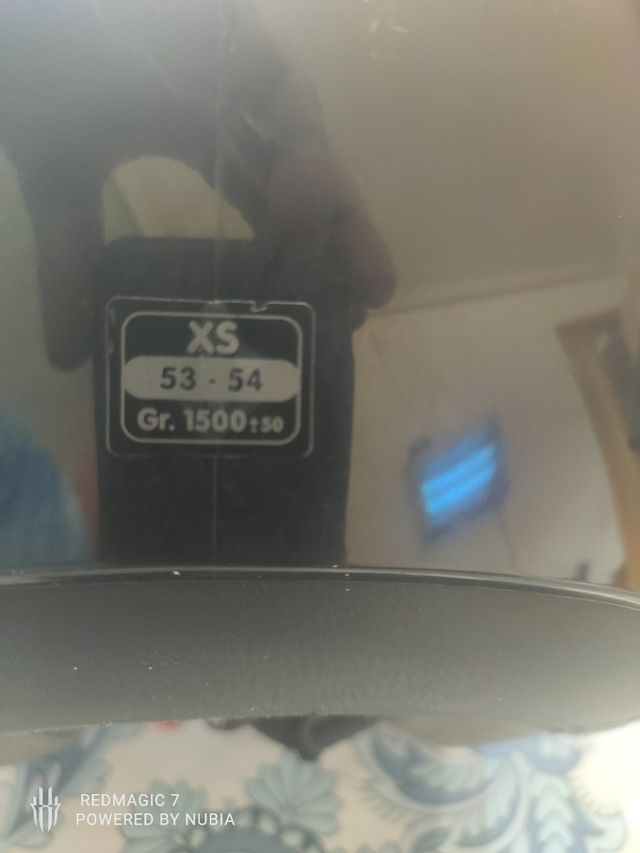 XS
53 - 54
Gr. 1500±50
REDMAGIC 7
POWERED BY NUBIA